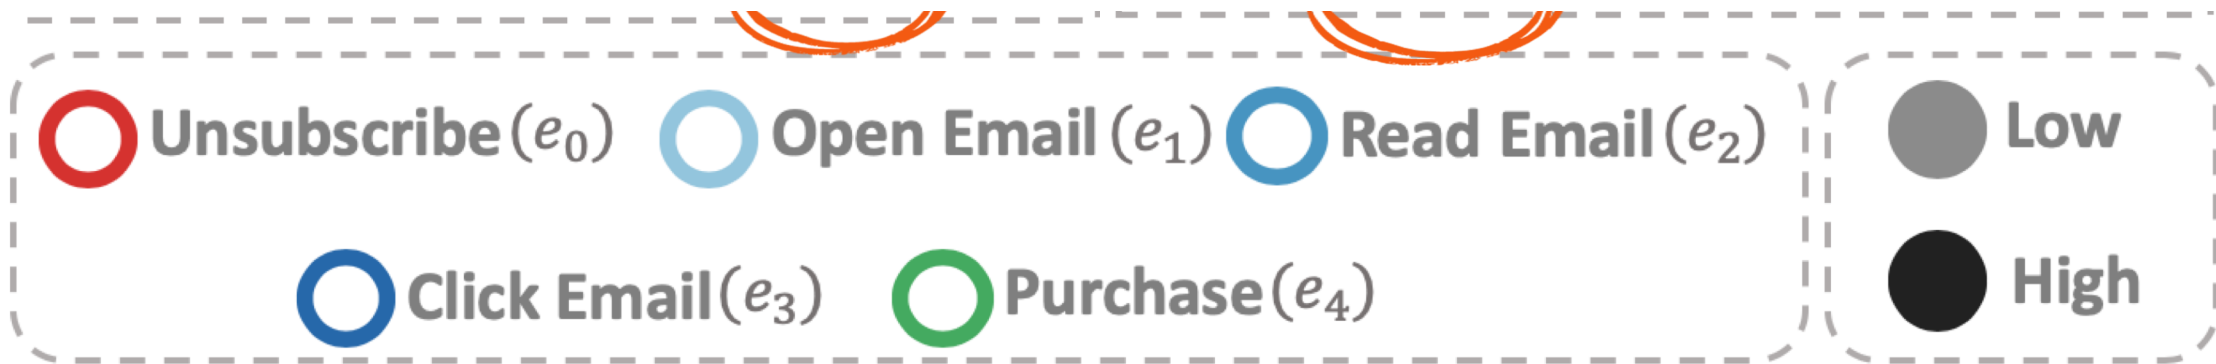 Unsubscribe(e₀) Open Email(e₁) Read Email(e₂) Low
Click Email(e₃) Purchase(e₄) High